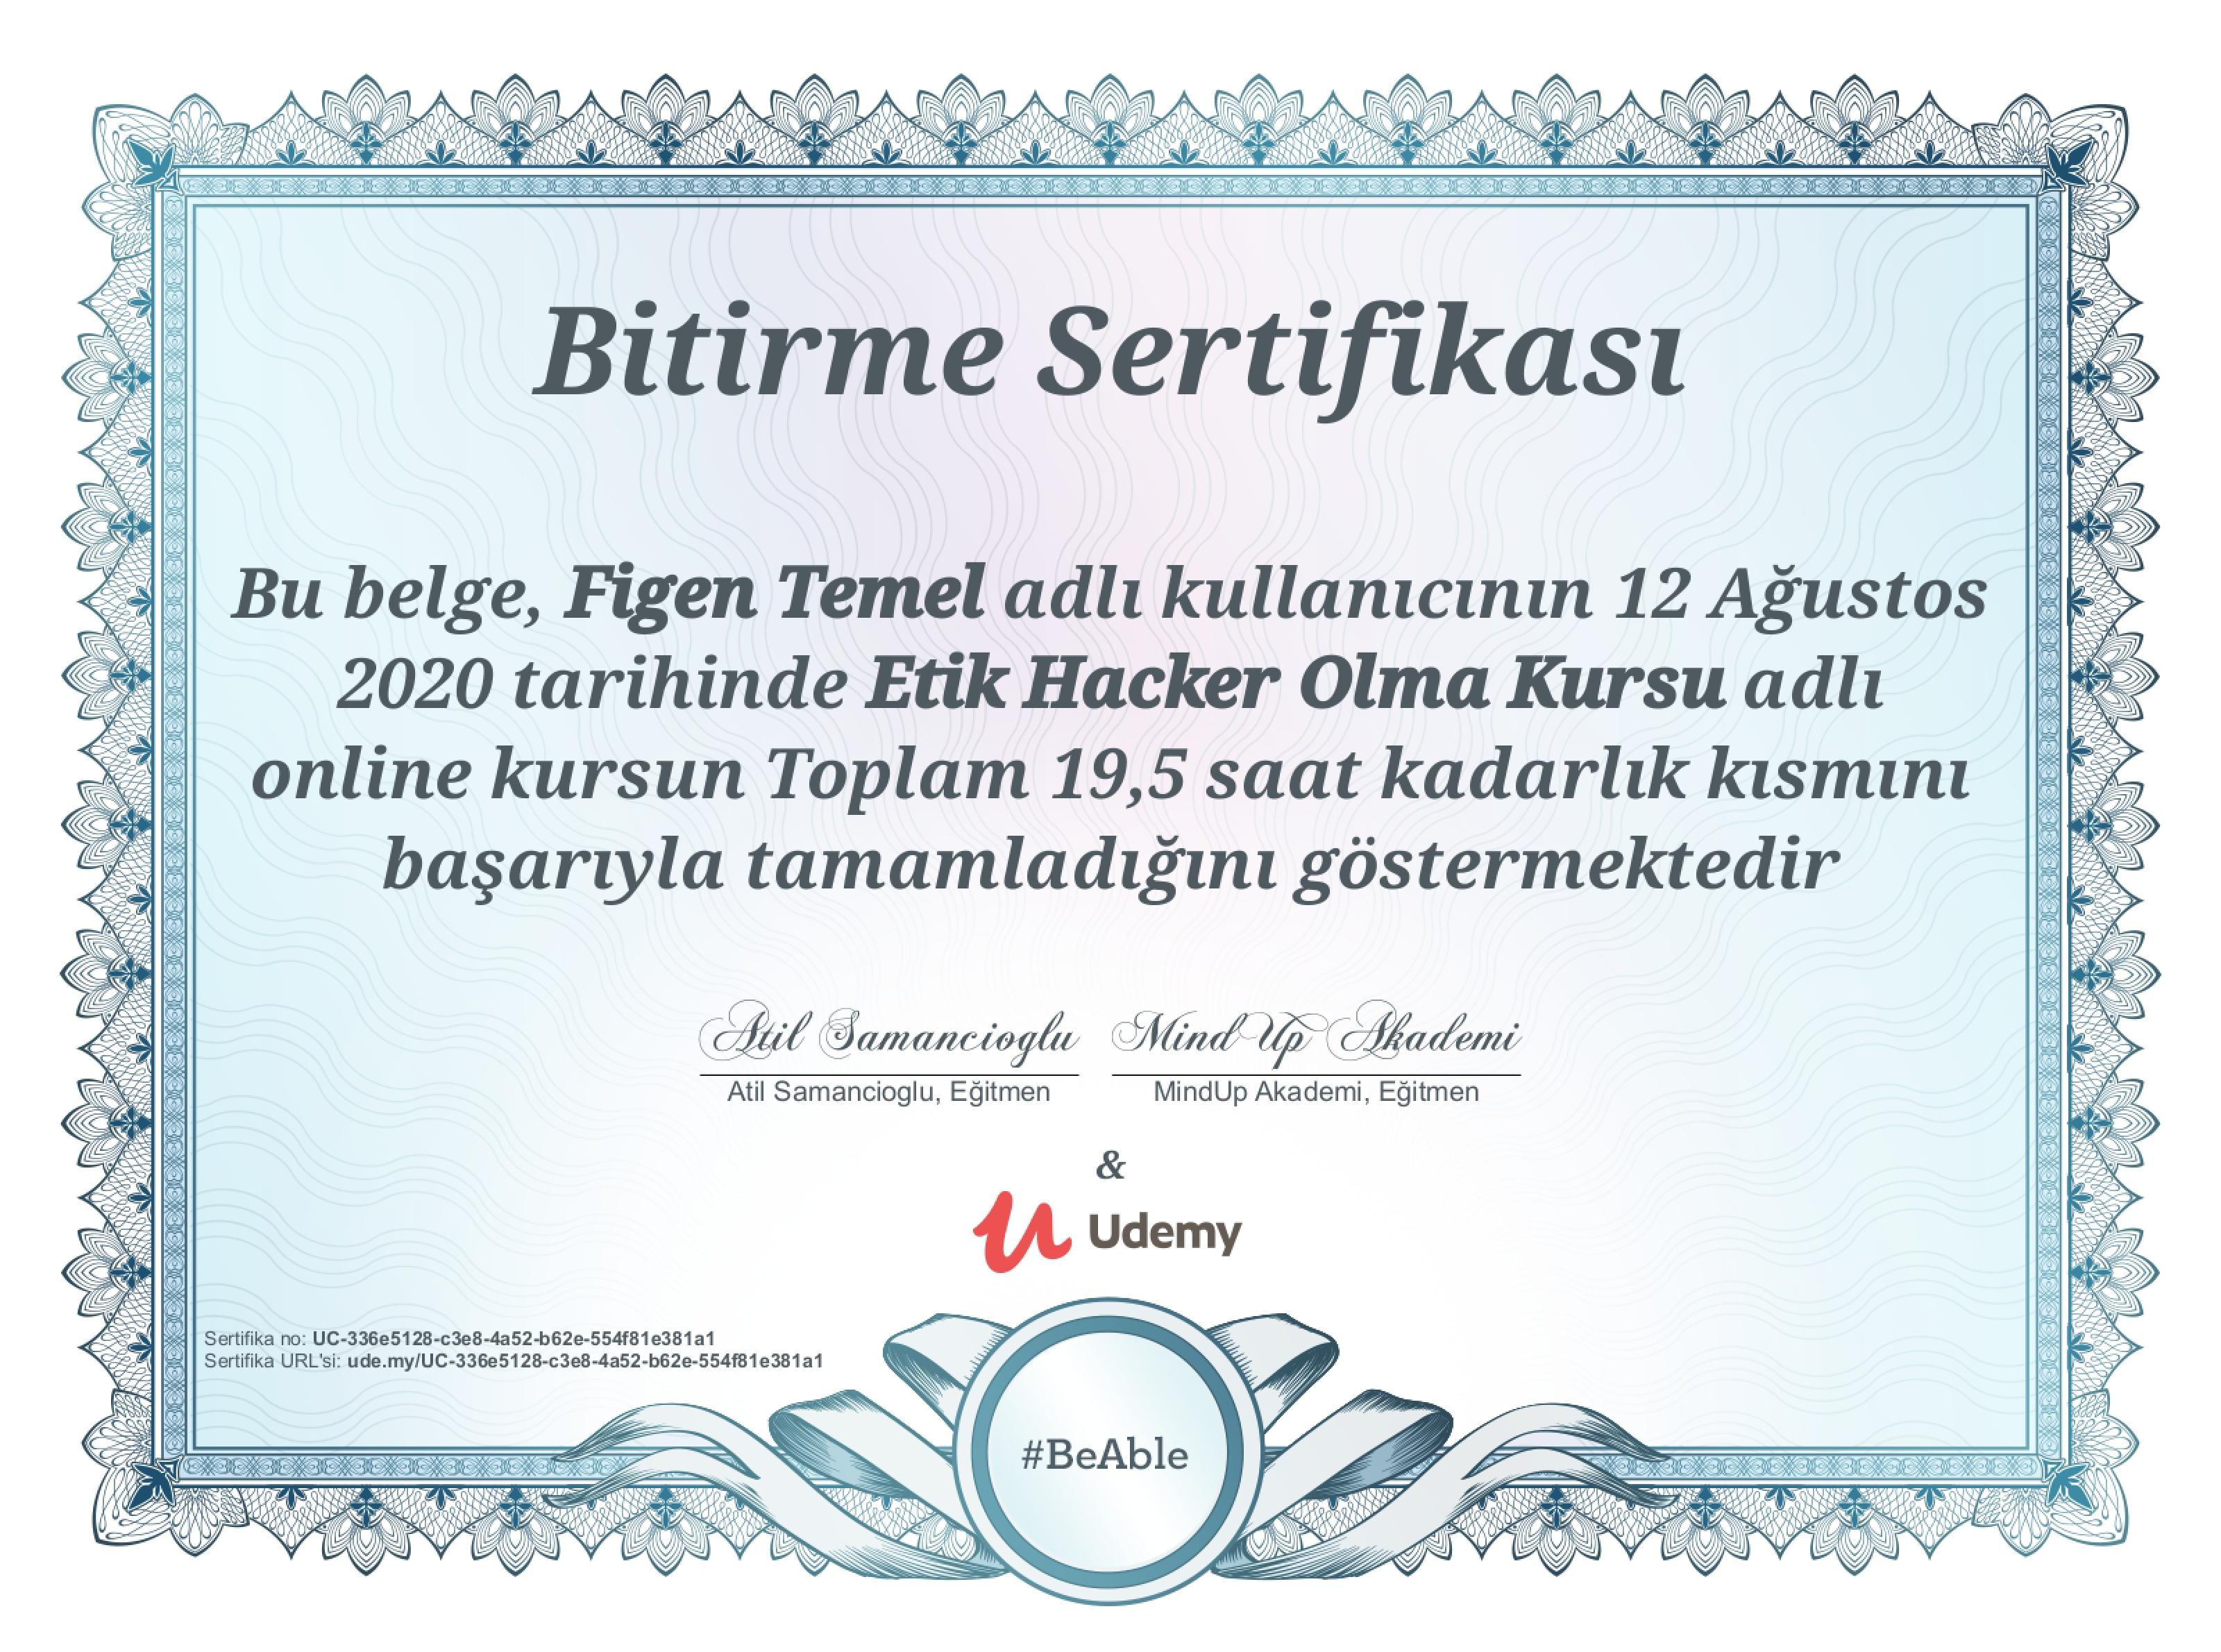 Bitirme Sertifikası
Bu belge, Figen Temel adlı kullanıcının 12 Ağustos
2020 tarihinde Etik Hacker Olma Kursu adlı
online kursun Toplam 19,5 saat kadarlık kısmını
başarıyla tamamladığını göstermektedir
Atil Samancioglu MindUp Akademi
Atil Samancioglu, Eğitmen MindUp Akademi, Eğitmen
&
Udemy
Sertifika no: UC-336e5128-c3e8-4a52-b62e-554f81e381a1
Sertifika URL'si: ude.my/UC-336e5128-c3e8-4a52-b62e-554f81e381a1
#BeAble